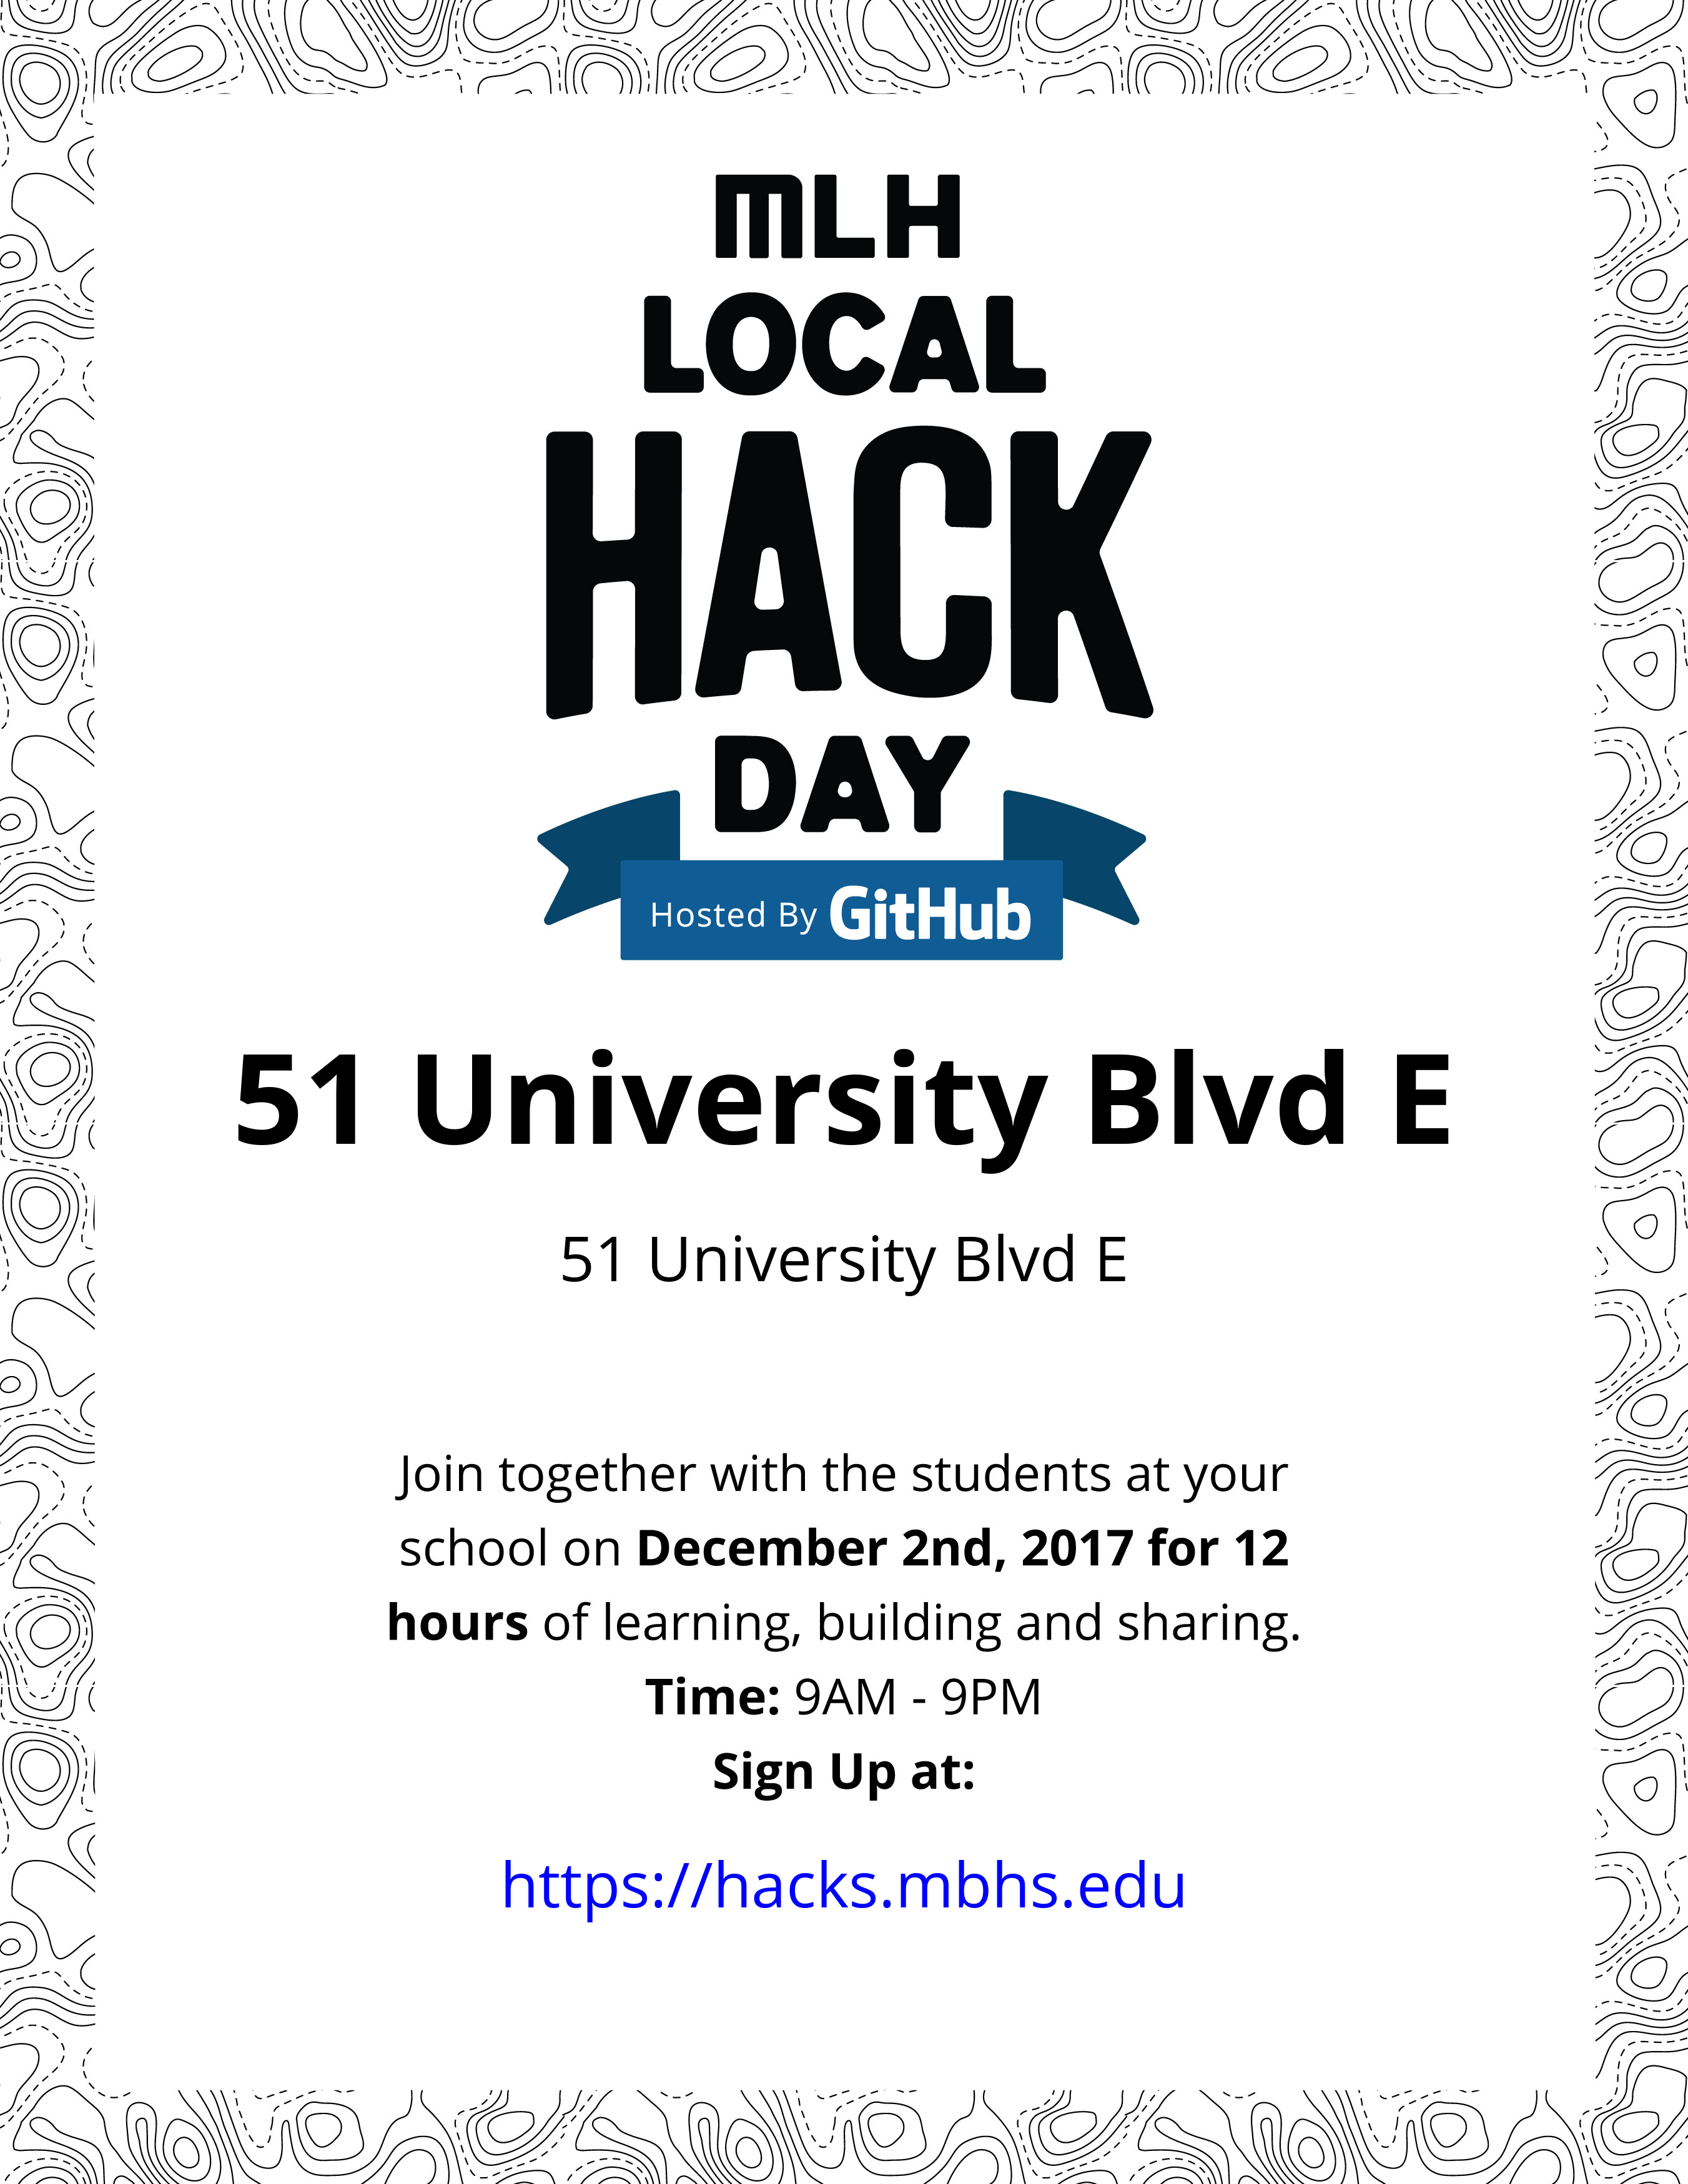 MLH
LOCAL
HACK
DAY
Hosted By GitHub
51 University Blvd E
51 University Blvd E
Join together with the students at your
school on December 2nd, 2017 for 12
hours of learning, building and sharing.
Time: 9AM - 9PM
Sign Up at:
https://hacks.mbhs.edu